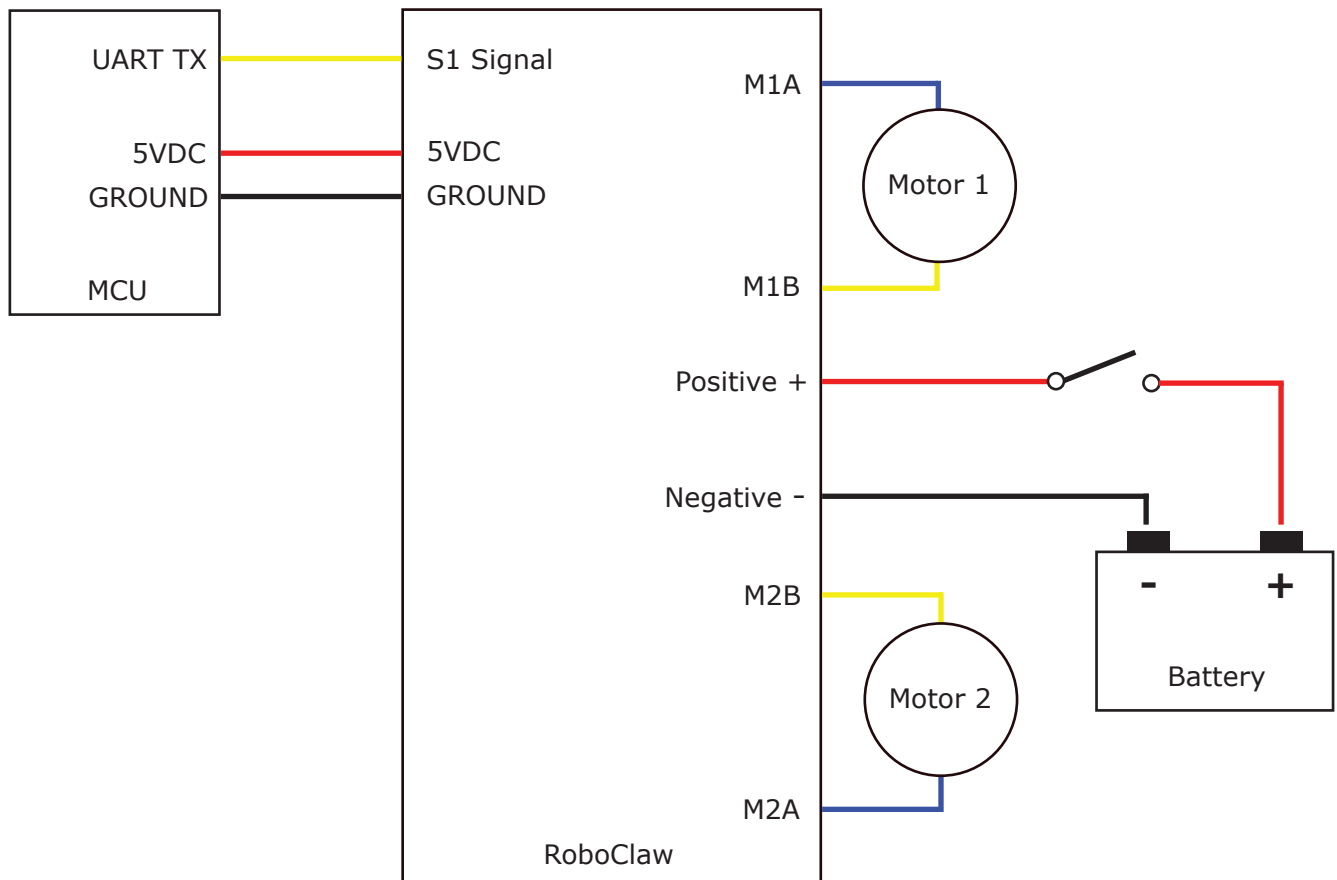 UART TX
5VDC
GROUND
MCU
S1 Signal
5VDC
GROUND
M1A
Motor 1
M1B
Positive +
Negative -
M2B
Motor 2
M2A
RoboClaw
- +
Battery